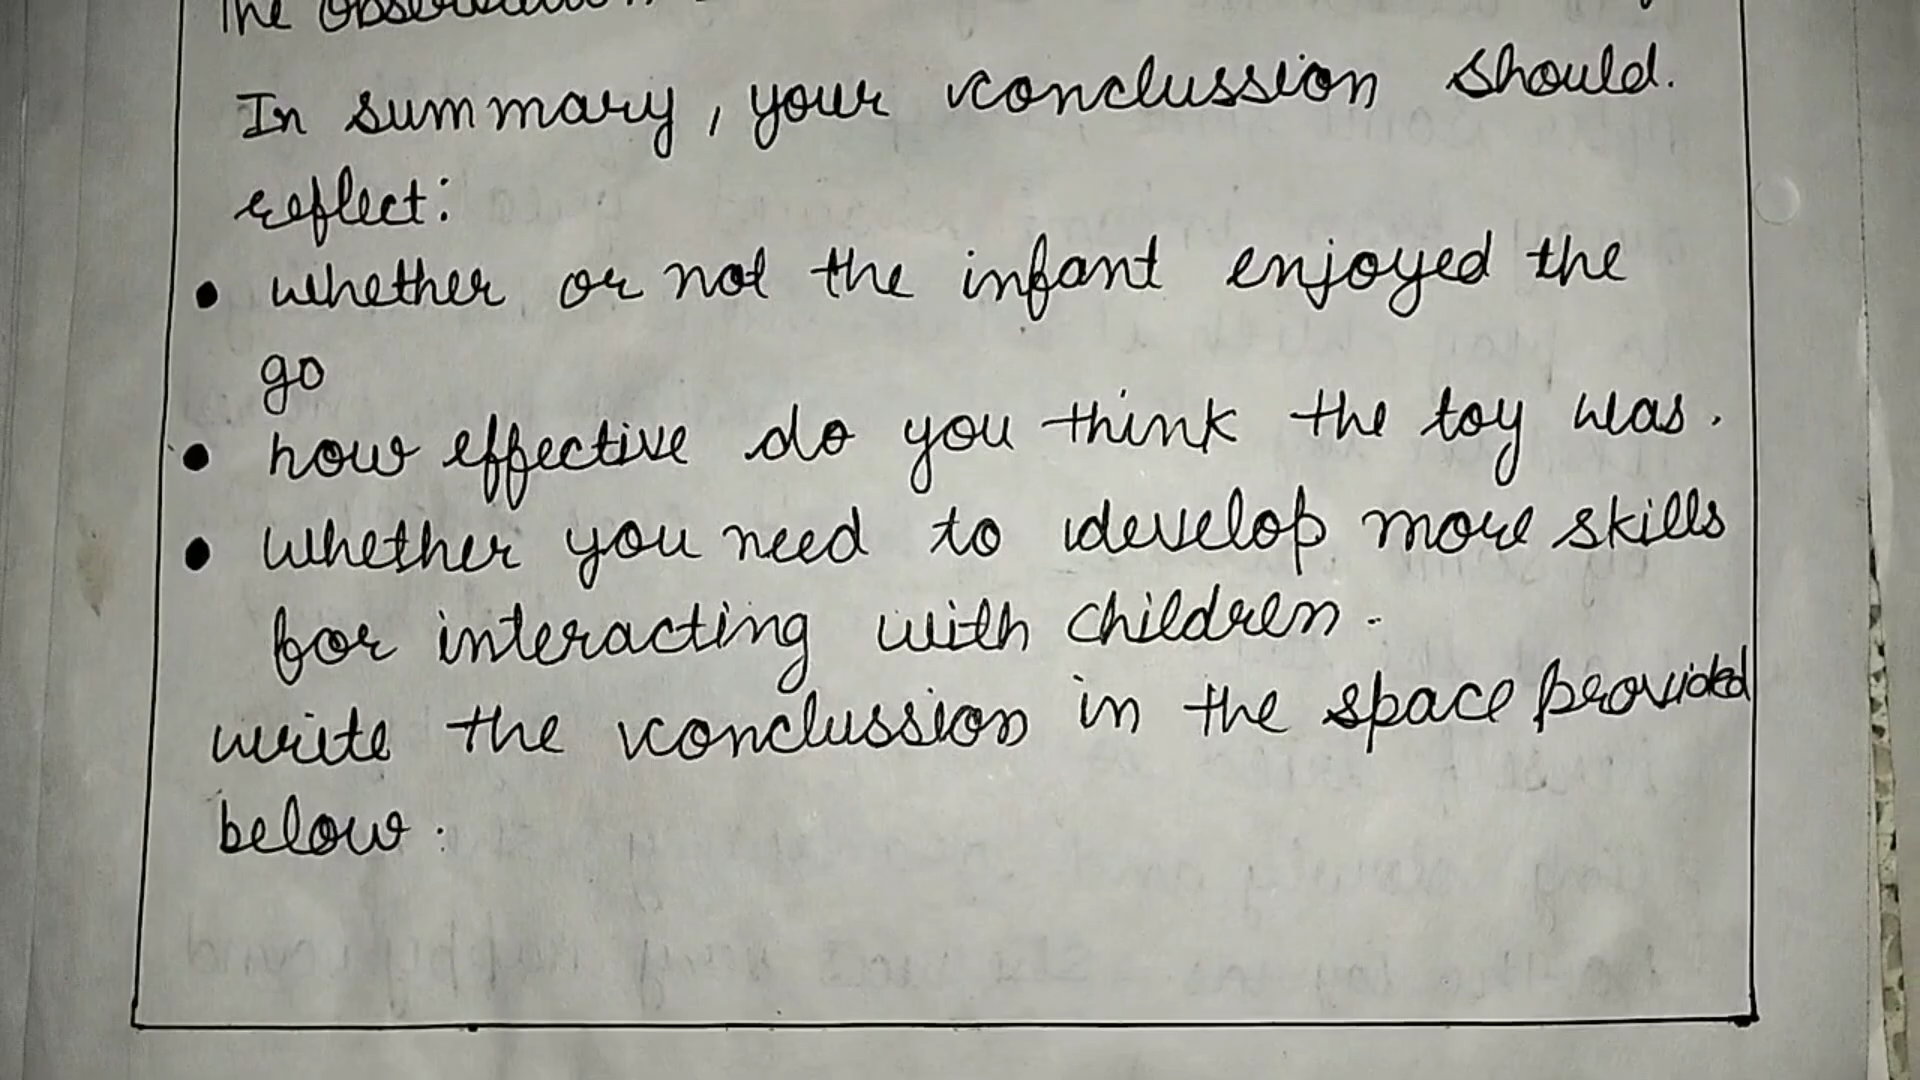 The Observation
In summary, your conclussion should.
reflect:
• whether or not the infant enjoyed the
go
• how effective do you think the toy was.
• whether you need to develop more skills
for interacting with children.
write the conclussion in the space provided
below: